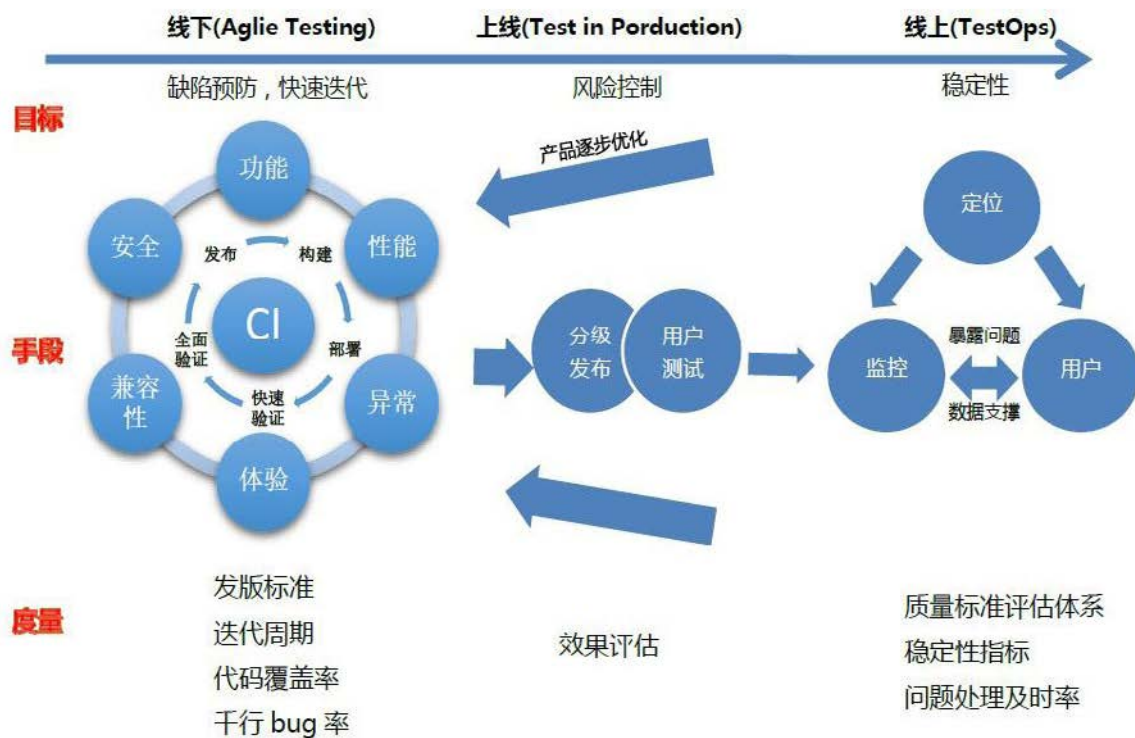 线下(Aglie Testing)
上线(Test in Porduction)
线上(TestOps)
目标
缺陷预防，快速迭代
风险控制
稳定性
手段
功能
性能
异常
体验
兼容
性
安全
CI
发布
构建
部署
快速
验证
全面
验证
产品逐步优化
分级
发布
用户
测试
定位
监控
用户
暴露问题
数据支撑
度量
发版标准
迭代周期
代码覆盖率
千行 bug 率
效果评估
质量标准评估体系
稳定性指标
问题处理及时率